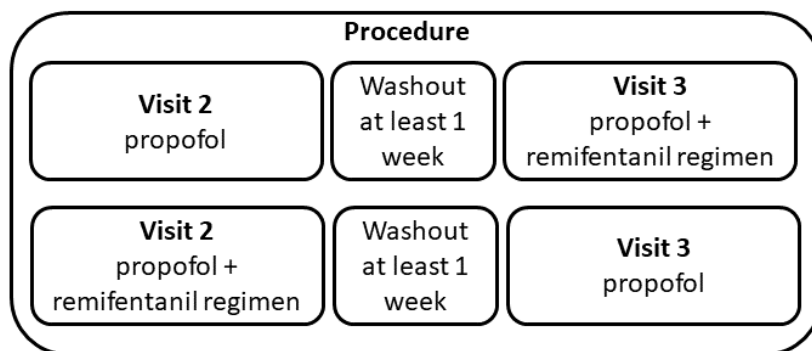 Procedure
Visit 2
propofol
Washout
at least 1
week
Visit 3
propofol +
remifentanil regimen
Visit 2
propofol +
remifentanil regimen
Washout
at least 1
week
Visit 3
propofol